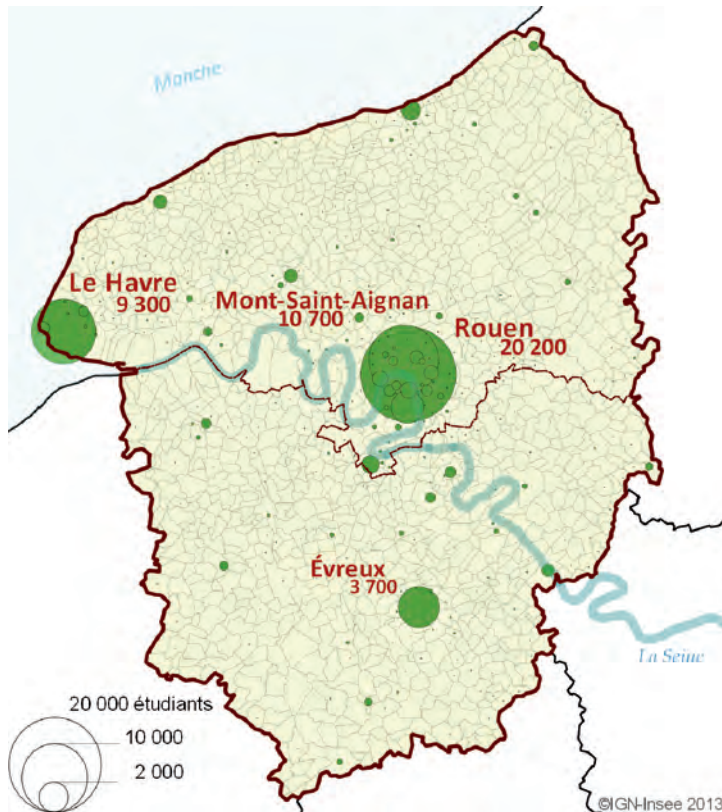 Manche
Le Havre
9 300
Mont-Saint-Aignan
10 700
Rouen
20 200
Évreux
3 700
La Seine
20 000 étudiants
10 000
2 000
©IGN-Insee 2013